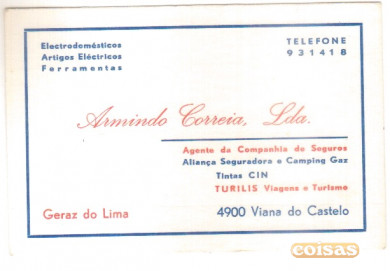 Electrodomésticos
Artigos Eléctricos
Ferramentas
TELEFONE
931418
Armindo Correia, Lda.
Agente da Companhia de Seguros
Aliança Seguradora e Camping Gaz
Tintas CIN
TURILIS Viagens e Turismo
Geraz do Lima
4900 Viana do Castelo
coisas